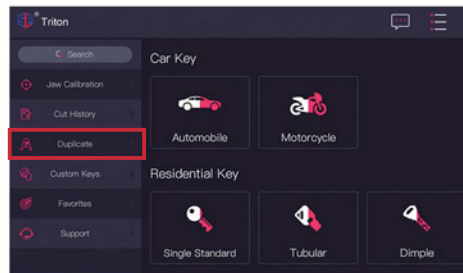 Triton
Search
Jaw Calibration
Cut History
Duplicate
Custom Keys
Favorites
Support
Car Key
Automobile
Motorcycle
Residential Key
Single Standard
Tubular
Dimple